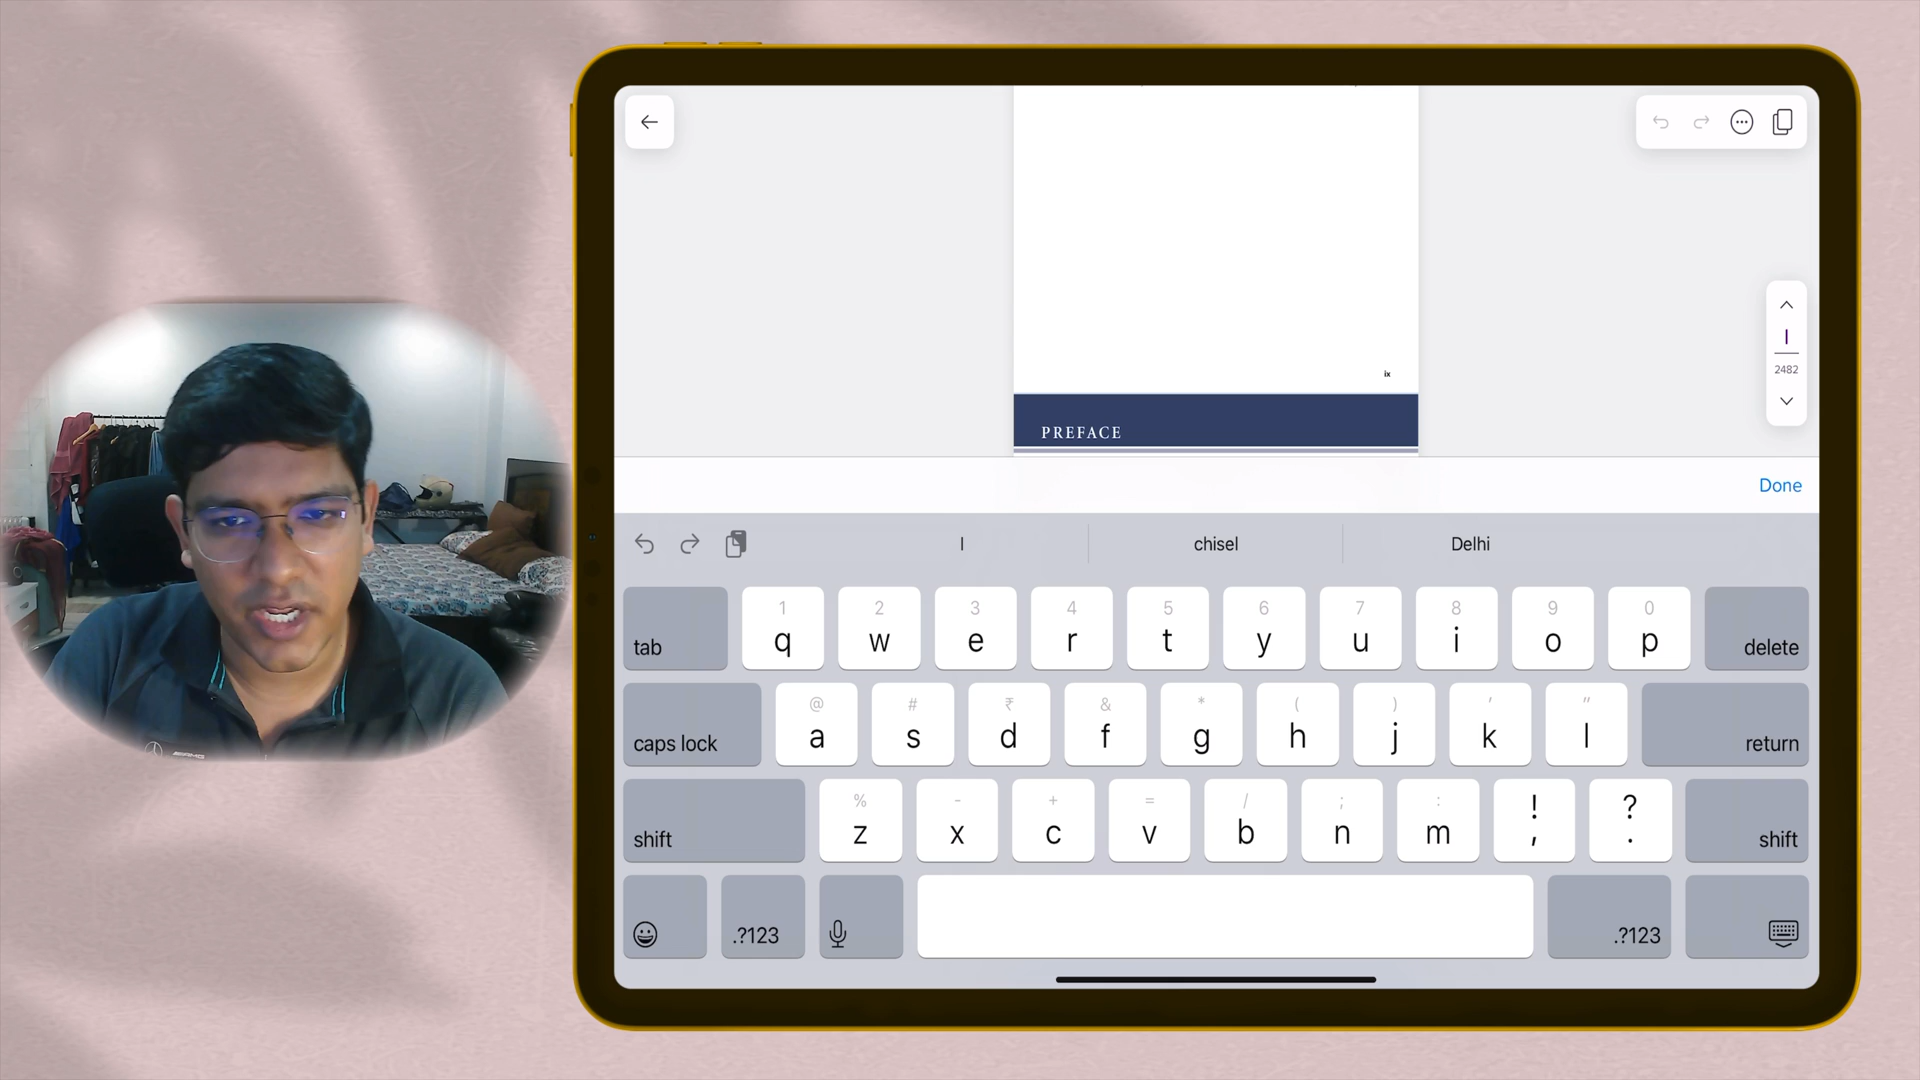 ix
2482
PREFACE
Done
I chisel Delhi
tab 1 q 2 w 3 e 4 r 5 t 6 y 7 u 8 i 9 o 0 p delete
caps lock @ a # s ₹ d & f * g ( h ) j ' k " l return
shift % z - x + c = v / b ; n : m ! , ? . shift
.?123 .?123